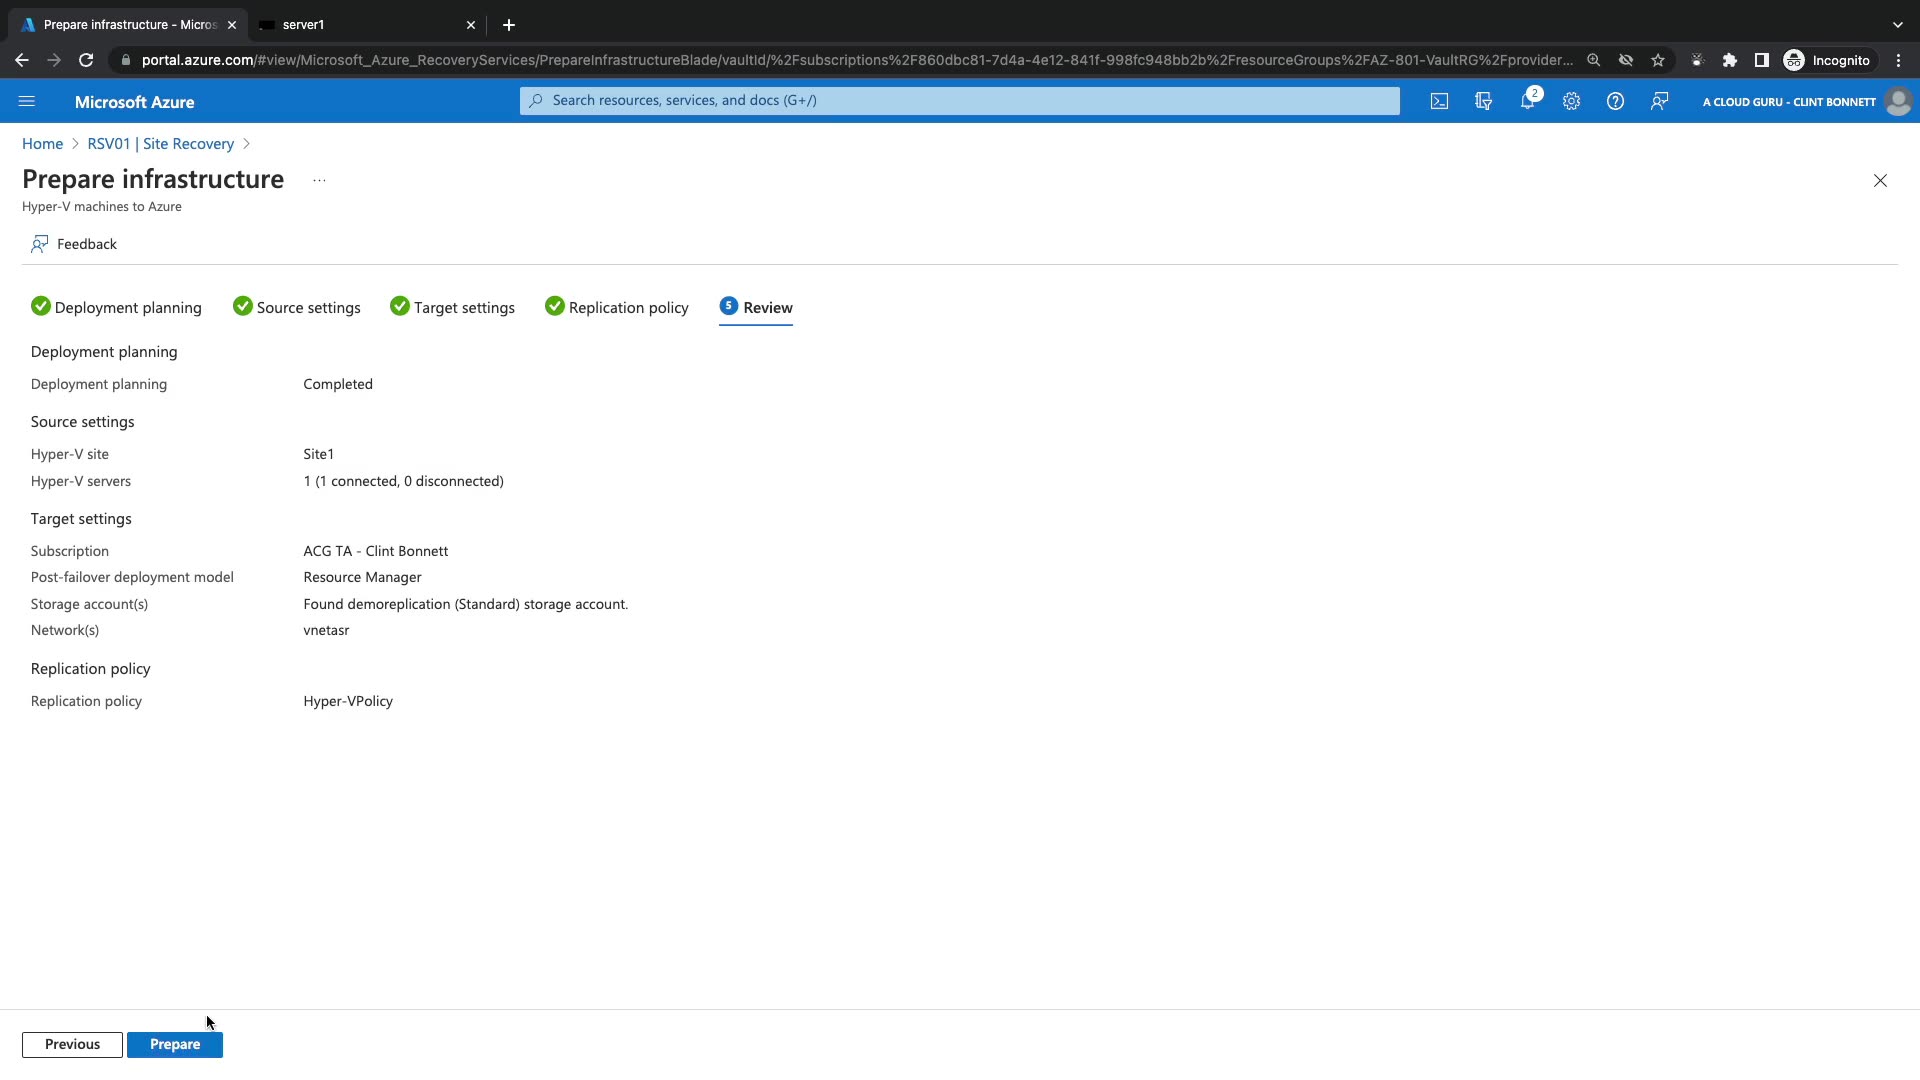 Prepare infrastructure - Micros
server1
portal.azure.com/#view/Microsoft_Azure_RecoveryServices/PrepareInfrastructureBlade/vaultId/%2Fsubscriptions%2F860dbc81-7d4a-4e12-841f-998fc948bb2b%2FresourceGroups%2FAZ-801-VaultRG%2Fprovider...
Incognito
Microsoft Azure
Search resources, services, and docs (G+/)
2
A CLOUD GURU - CLINT BONNETT
Home > RSV01 | Site Recovery >
Prepare infrastructure ...
Hyper-V machines to Azure
Feedback
Deployment planning Source settings Target settings Replication policy 5 Review
Deployment planning
Deployment planning Completed
Source settings
Hyper-V site Site1
Hyper-V servers 1 (1 connected, 0 disconnected)
Target settings
Subscription ACG TA - Clint Bonnett
Post-failover deployment model Resource Manager
Storage account(s) Found demoreplication (Standard) storage account.
Network(s) vnetasr
Replication policy
Replication policy Hyper-VPolicy
Previous Prepare